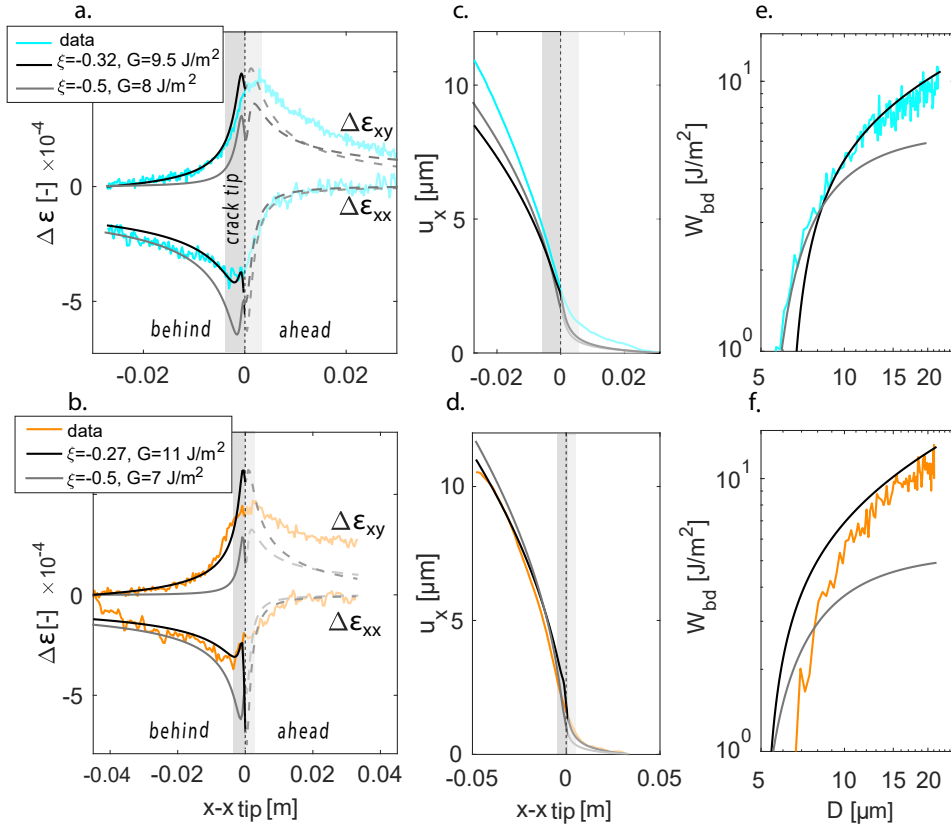 a.
data
ξ=-0.32, G=9.5 J/m²
ξ=-0.5, G=8 J/m²
Δε [-] ×10⁻⁴
0
-5
Δε_xy
Δε_xx
crack tip
behind
ahead
-0.02
0
0.02
c.
u_x [μm]
10
5
0
-0.02
0
0.02
e.
W_bd [J/m²]
10¹
10⁰
5
10
15
20
b.
data
ξ=-0.27, G=11 J/m²
ξ=-0.5, G=7 J/m²
Δε [-] ×10⁻⁴
0
-5
Δε_xy
Δε_xx
behind
ahead
-0.04
-0.02
0
0.02
0.04
x-x tip [m]
d.
u_x [μm]
10
5
0
-0.05
0
0.05
x-x tip [m]
f.
W_bd [J/m²]
10¹
10⁰
5
10
15
20
D [μm]